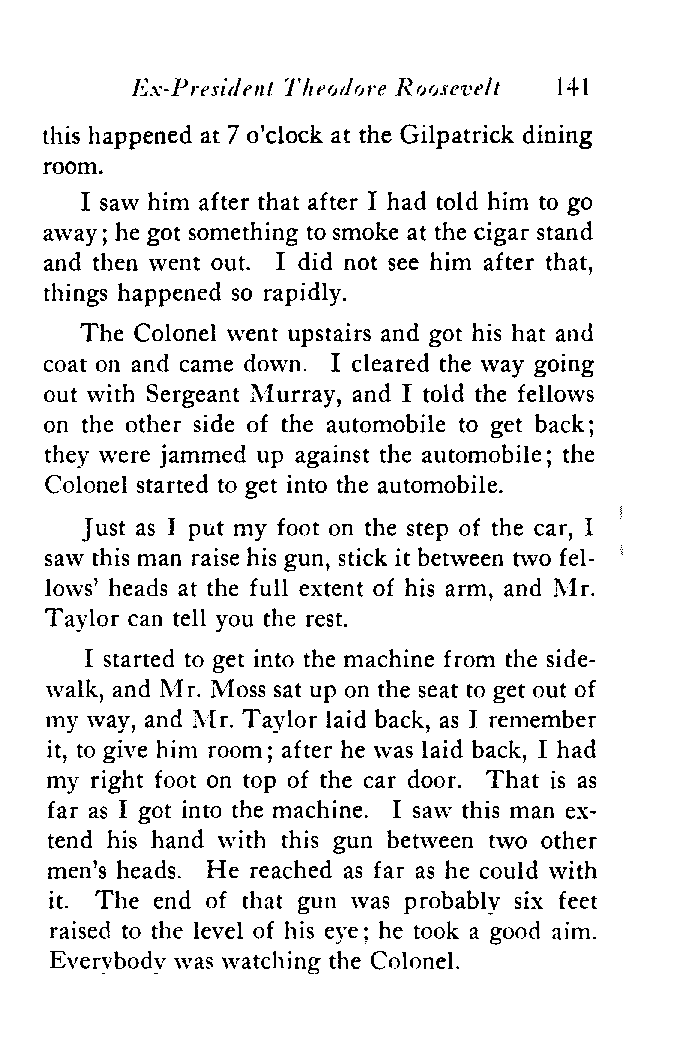 Ex-President Theodore Roosevelt 141
this happened at 7 o'clock at the Gilpatrick dining
room.
I saw him after that after I had told him to go
away; he got something to smoke at the cigar stand
and then went out. I did not see him after that,
things happened so rapidly.
The Colonel went upstairs and got his hat and
coat on and came down. I cleared the way going
out with Sergeant Murray, and I told the fellows
on the other side of the automobile to get back;
they were jammed up against the automobile; the
Colonel started to get into the automobile.
Just as I put my foot on the step of the car, I
saw this man raise his gun, stick it between two fel-
lows' heads at the full extent of his arm, and Mr.
Taylor can tell you the rest.
I started to get into the machine from the side-
walk, and Mr. Moss sat up on the seat to get out of
my way, and Mr. Taylor laid back, as I remember
it, to give him room; after he was laid back, I had
my right foot on top of the car door. That is as
far as I got into the machine. I saw this man ex-
tend his hand with this gun between two other
men's heads. He reached as far as he could with
it. The end of that gun was probably six feet
raised to the level of his eye; he took a good aim.
Everybody was watching the Colonel.